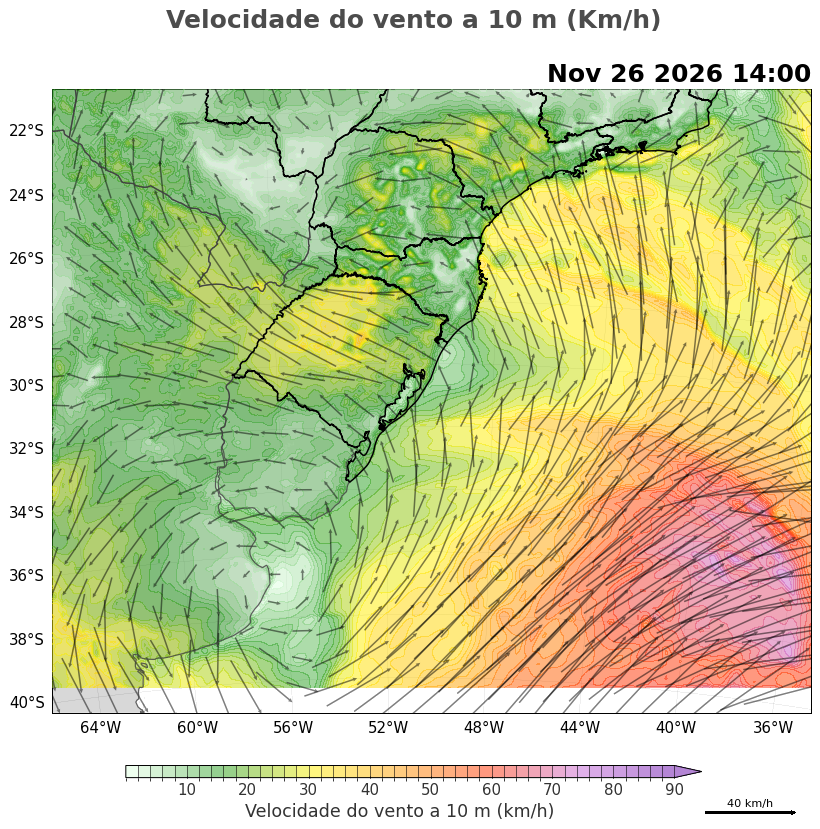 Velocidade do vento a 10 m (Km/h)
Nov 26 2026 14:00
22°S
24°S
26°S
28°S
30°S
32°S
34°S
36°S
38°S
40°S
64°W 60°W 56°W 52°W 48°W 44°W 40°W 36°W
10 20 30 40 50 60 70 80 90
Velocidade do vento a 10 m (km/h)
40 km/h